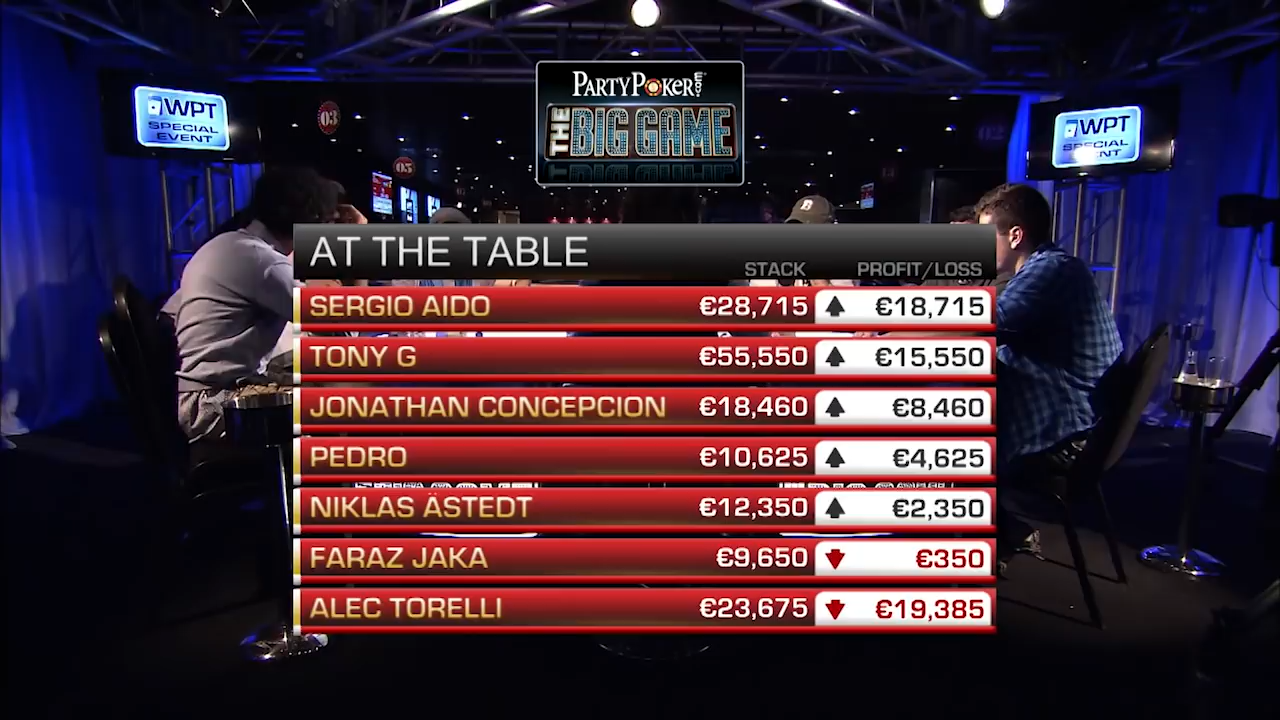 PARTYPOKER.com
THE BIG GAME
WPT
SPECIAL
EVENT
WPT
SPECIAL
03
05
AT THE TABLE
STACK PROFIT/LOSS
SERGIO AIDO €28,715 €18,715
TONY G €55,550 €15,550
JONATHAN CONCEPCION €18,460 €8,460
PEDRO €10,625 €4,625
NIKLAS ÄSTEDT €12,350 €2,350
FARAZ JAKA €9,650 €350
ALEC TORELLI €23,675 €19,385